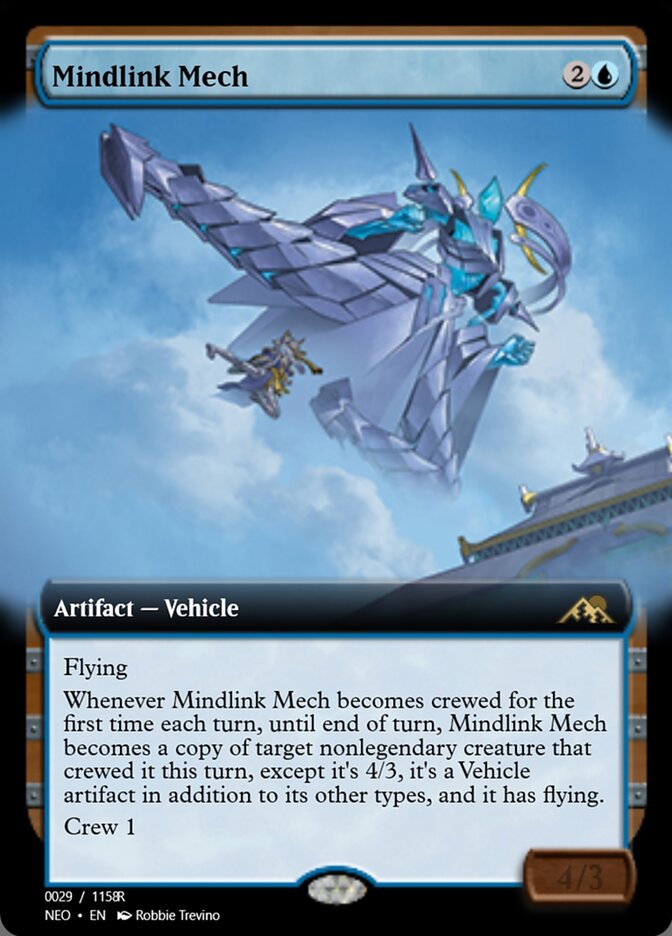 Mindlink Mech 2
Artifact — Vehicle
Flying
Whenever Mindlink Mech becomes crewed for the
first time each turn, until end of turn, Mindlink Mech
becomes a copy of target nonlegendary creature that
crewed it this turn, except it's 4/3, it's a Vehicle
artifact in addition to its other types, and it has flying.
Crew 1
4/3
0029 / 1158R
NEO • EN Robbie Trevino